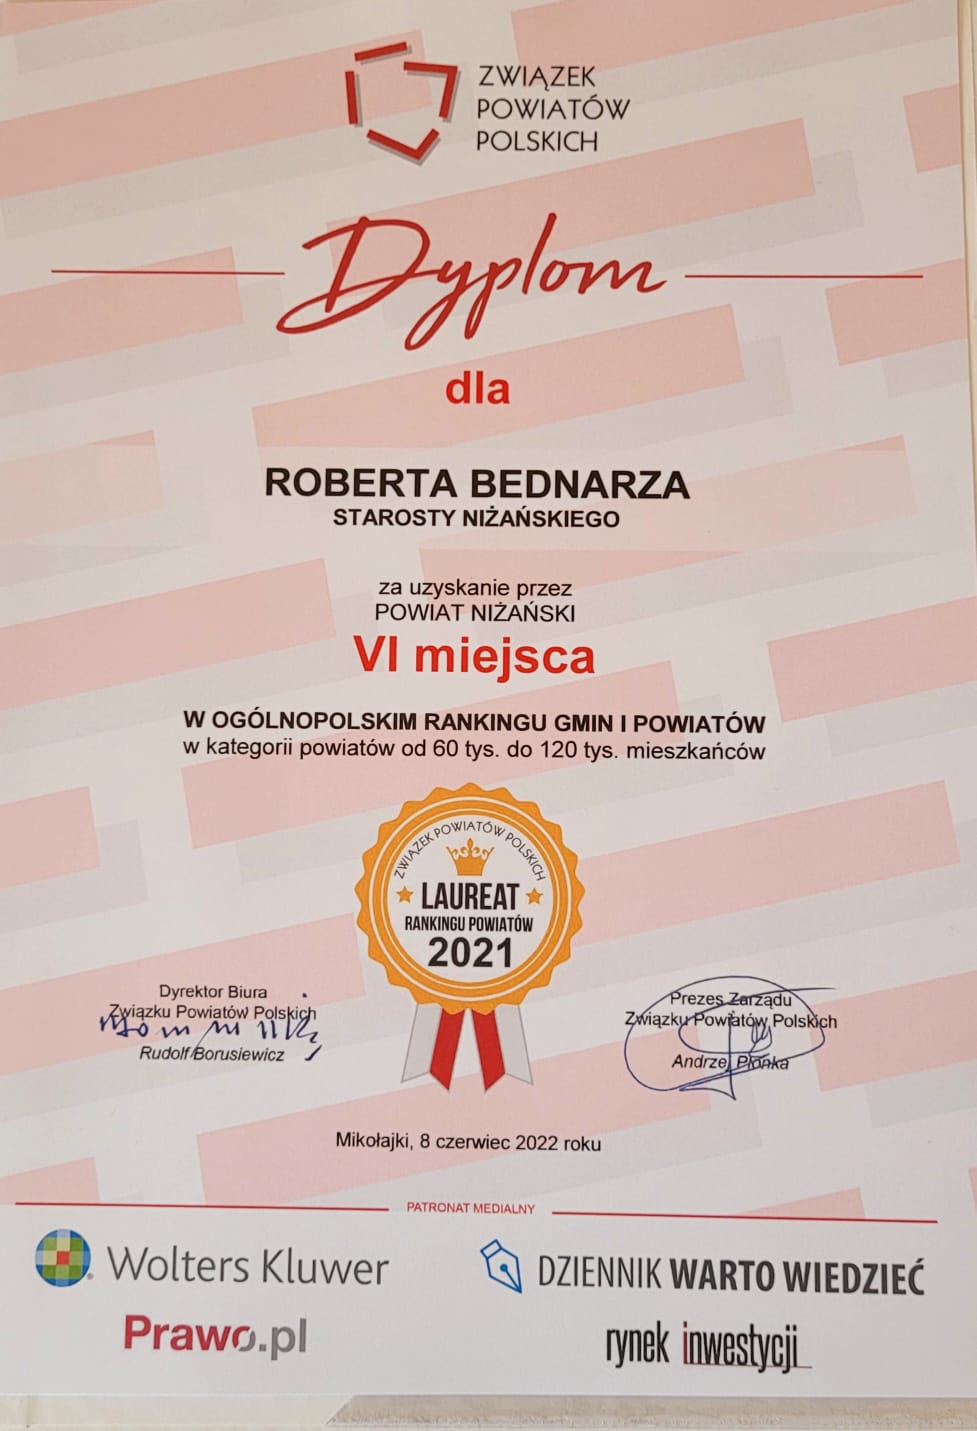 ZWIĄZEK
POWIATÓW
POLSKICH
Dyplom
dla
ROBERTA BEDNARZA
STAROSTY NIŻAŃSKIEGO
za uzyskanie przez
POWIAT NIŻAŃSKI
VI miejsca
W OGÓLNOPOLSKIM RANKINGU GMIN I POWIATÓW
w kategorii powiatów od 60 tys. do 120 tys. mieszkańców
ZWIĄZEK POWIATÓW POLSKICH
LAUREAT
RANKINGU POWIATÓW
2021
Dyrektor Biura
Związku Powiatów Polskich
Rudolf Borusiewicz
Prezes Zarządu
Związku Powiatów Polskich
Andrzej Płonka
Mikołajki, 8 czerwiec 2022 roku
PATRONAT MEDIALNY
Wolters Kluwer
DZIENNIK WARTO WIEDZIEĆ
Prawo.pl
rynek inwestycji